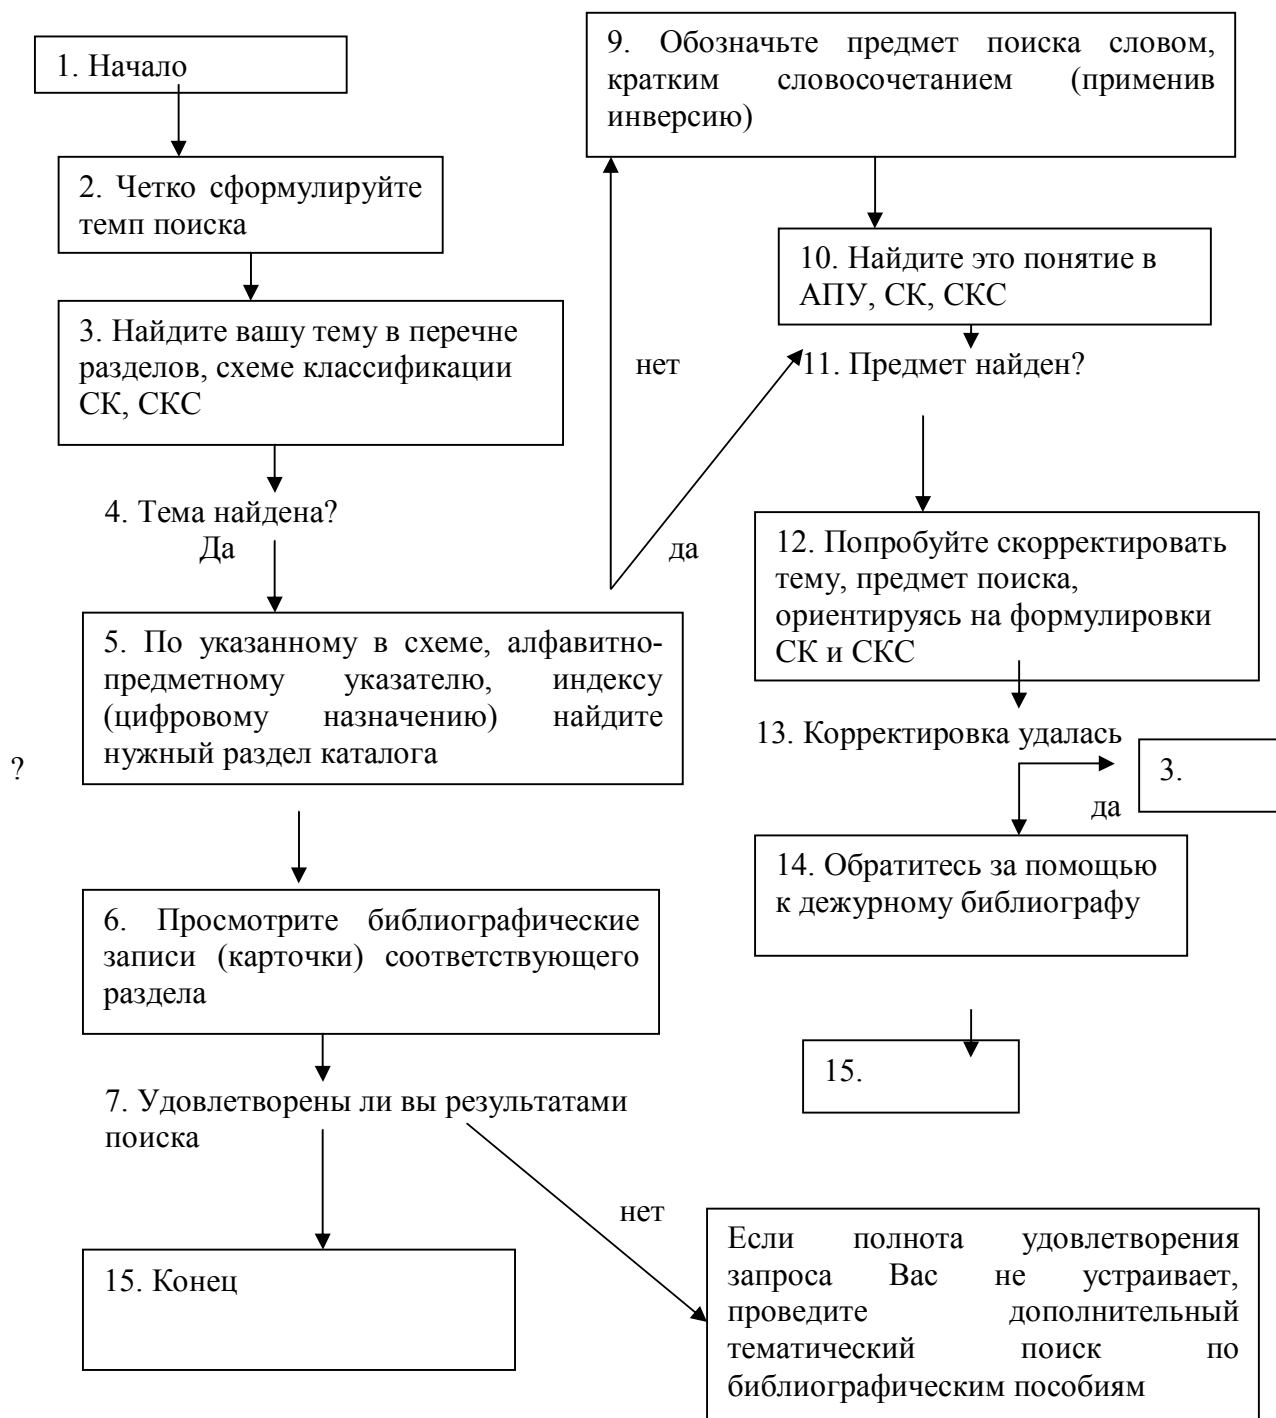 1. Начало
2. Четко сформулируйте
темп поиска
3. Найдите вашу тему в перечне
разделов, схеме классификации
СК, СКС
4. Тема найдена?
Да
5. По указанному в схеме, алфавитно-
предметному указателю, индексу
(цифровому назначению) найдите
нужный раздел каталога
?
6. Просмотрите библиографические
записи (карточки) соответствующего
раздела
7. Удовлетворены ли вы результатами
поиска
15. Конец
нет
Если полнота удовлетворения
запроса Вас не устраивает,
проведите дополнительный
тематический поиск по
библиографическим пособиям
9. Обозначьте предмет поиска словом,
кратким словосочетанием (применив
инверсию)
10. Найдите это понятие в
АПУ, СК, СКС
нет
11. Предмет найден?
да
12. Попробуйте скорректировать
тему, предмет поиска,
ориентируясь на формулировки
СК и СКС
13. Корректировка удалась
3.
да
14. Обратитесь за помощью
к дежурному библиографу
15.